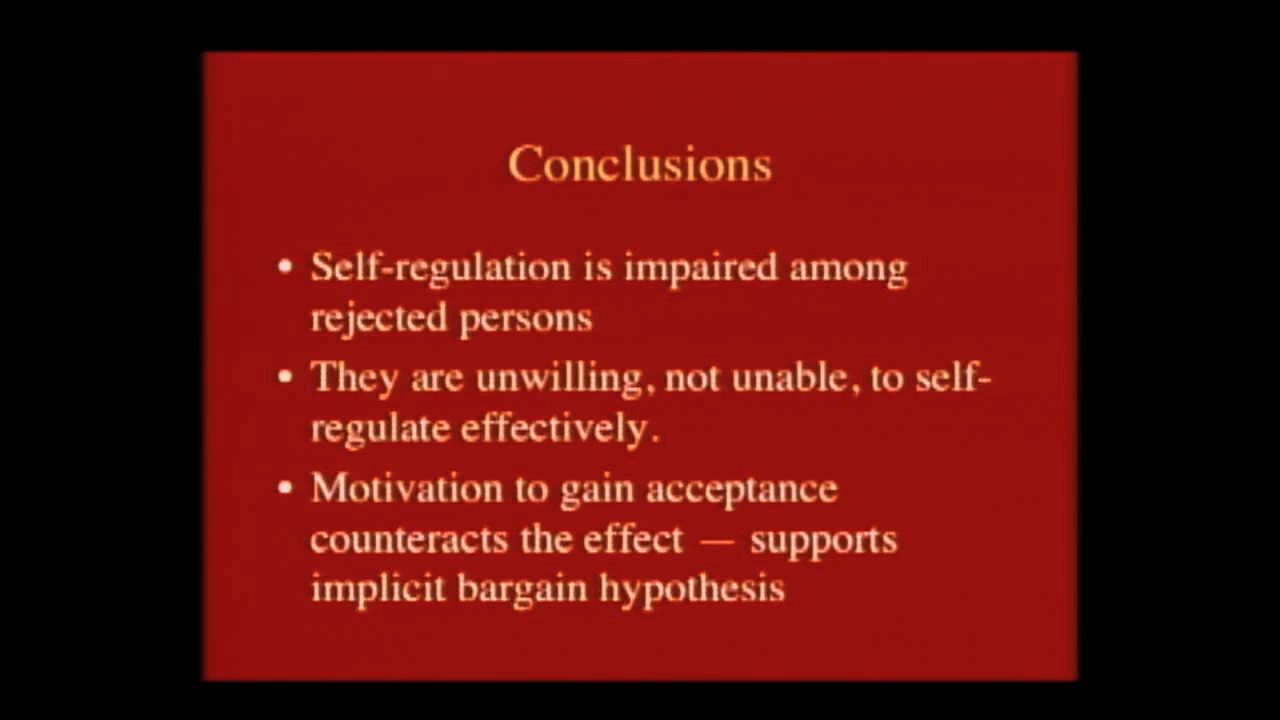 Conclusions
• Self-regulation is impaired among
rejected persons
• They are unwilling, not unable, to self-
regulate effectively.
• Motivation to gain acceptance
counteracts the effect — supports
implicit bargain hypothesis